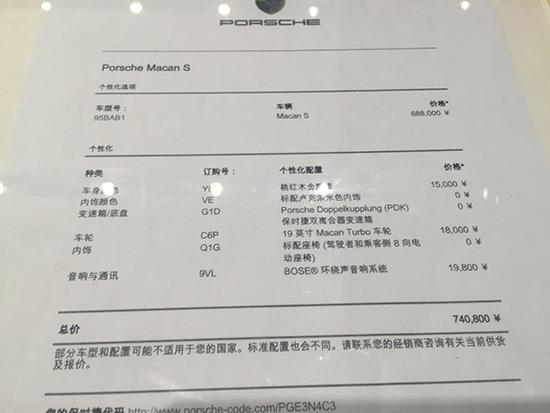 PORSCHE
Porsche Macan S
个性化选项
车型号： 车辆 价格*
95BAB1 Macan S 688,000 ¥
个性化
种类 订购号： 个性化配置 价格*
车身 色 桃红木金 15,000 ¥
内饰颜色 VE 标配卢克 米色内饰 0 ¥
变速箱/底盘 G1D Porsche Doppelkupplung (PDK) 0 ¥
保时捷双离合器变速箱
车轮 C6P 19 英寸 Macan Turbo 车轮 18,000 ¥
内饰 Q1G 标配座椅 (驾驶者和乘客侧 8 向电 0 ¥
动座椅)
音响与通讯 9VL BOSE® 环绕声音响系统 19,800 ¥
总价 740,800 ¥
部分车型和配置可能不适用于您的国家。标准配置也会不同。请联系您的经销商咨询有关当前供货
及报价。
您的保时捷代码 http://www.porsche-code.com/PGE3N4C3